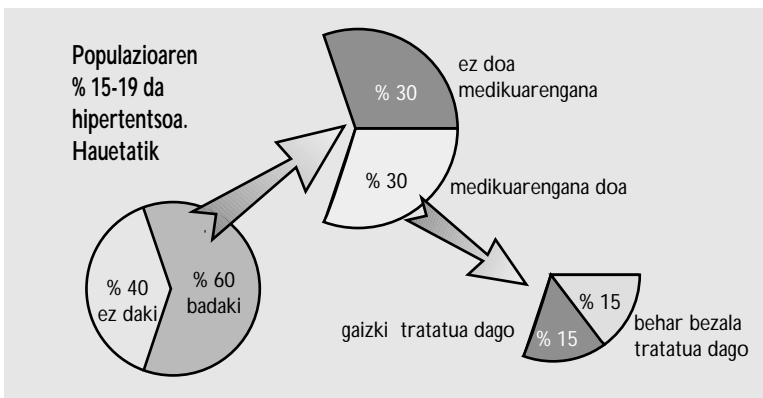 Populazioaren
% 15-19 da
hipertentsoa.
Hauetatik
% 30
ez doa
medikuarengana
% 30
medikuarengana doa
% 40
ez daki
% 60
badaki
gaizki tratatua dago
% 15
% 15
behar bezala
tratatua dago